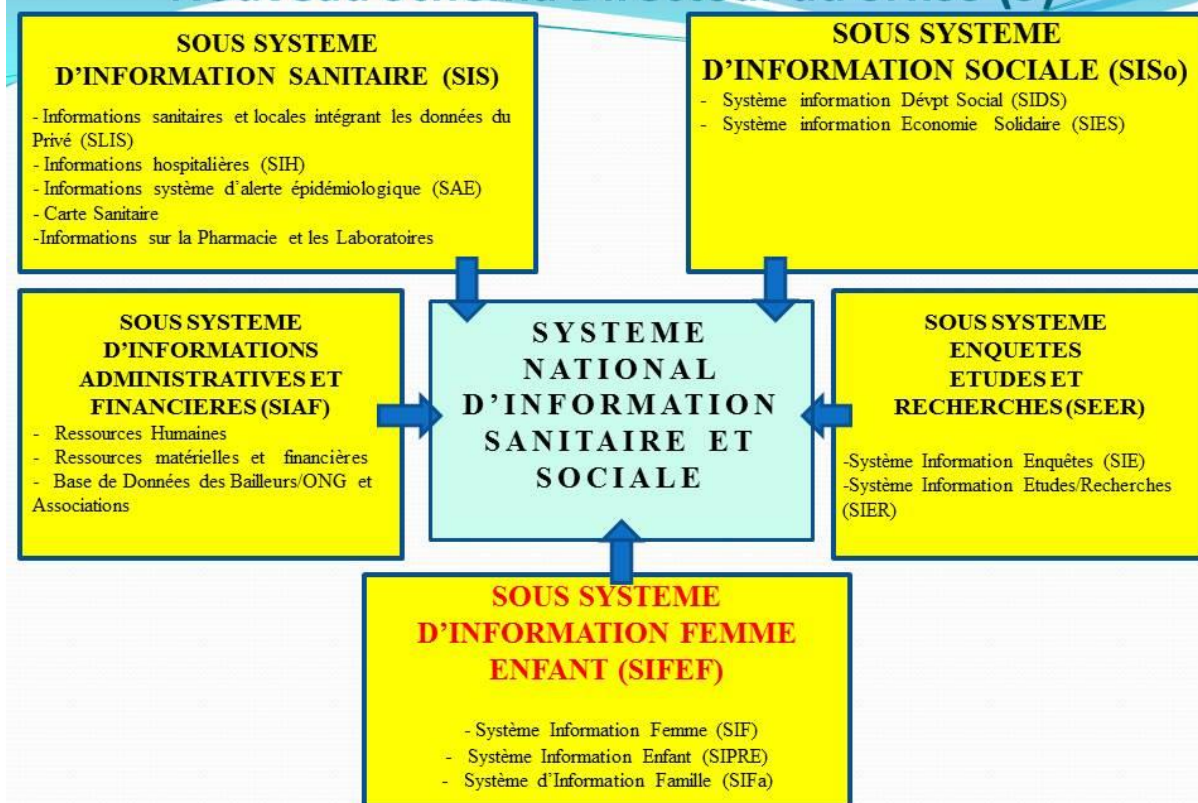 SOUS SYSTEME
D’INFORMATION SANITAIRE (SIS)
- Informations sanitaires et locales intégrant les données du
Privé (SLIS)
- Informations hospitalières (SIH)
- Informations système d’alerte épidémiologique (SAE)
- Carte Sanitaire
-Informations sur la Pharmacie et les Laboratoires
SOUS SYSTEME
D’INFORMATION SOCIALE (SISo)
- Système information Dévpt Social (SIDS)
- Système information Economie Solidaire (SIES)
SOUS SYSTEME
D’INFORMATIONS
ADMINISTRATIVES ET
FINANCIERES (SIAF)
- Ressources Humaines
- Ressources matérielles et financières
- Base de Données des Bailleurs/ONG et
Associations
SYSTEME
NATIONAL
D’INFORMATION
SANITAIRE ET
SOCIALE
SOUS SYSTEME
ENQUETES
ETUDES ET
RECHERCHES (SEER)
-Système Information Enquêtes (SIE)
-Système Information Etudes/Recherches
(SIER)
SOUS SYSTEME
D’INFORMATION FEMME
ENFANT (SIFEF)
- Système Information Femme (SIF)
- Système Information Enfant (SIPRE)
- Système d’Information Famille (SIFa)